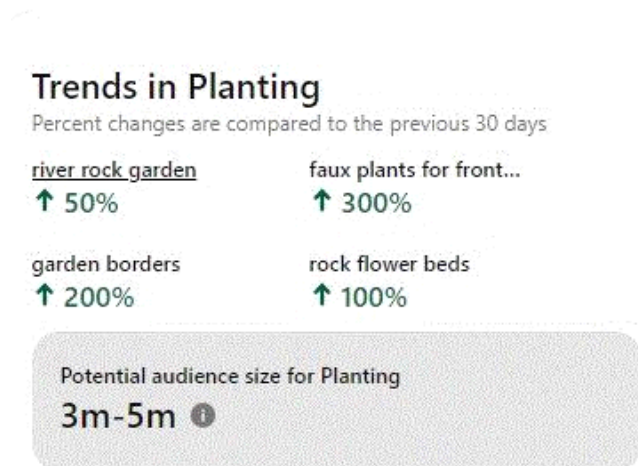 Trends in Planting
Percent changes are compared to the previous 30 days
river rock garden
faux plants for front...
↑ 50%
↑ 300%
garden borders
rock flower beds
↑ 200%
↑ 100%
Potential audience size for Planting
3m-5m